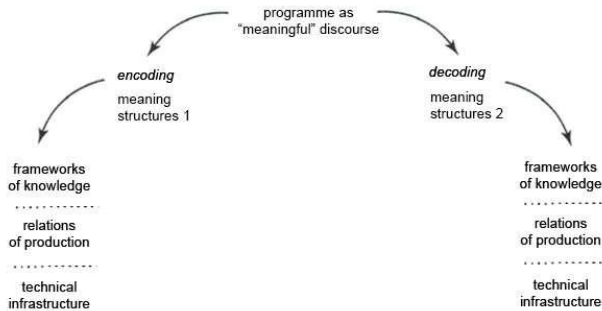 programme as
"meaningful" discourse
encoding
meaning
structures 1
decoding
meaning
structures 2
frameworks
of knowledge
relations
of production
technical
infrastructure
frameworks
of knowledge
relations
of production
technical
infrastructure